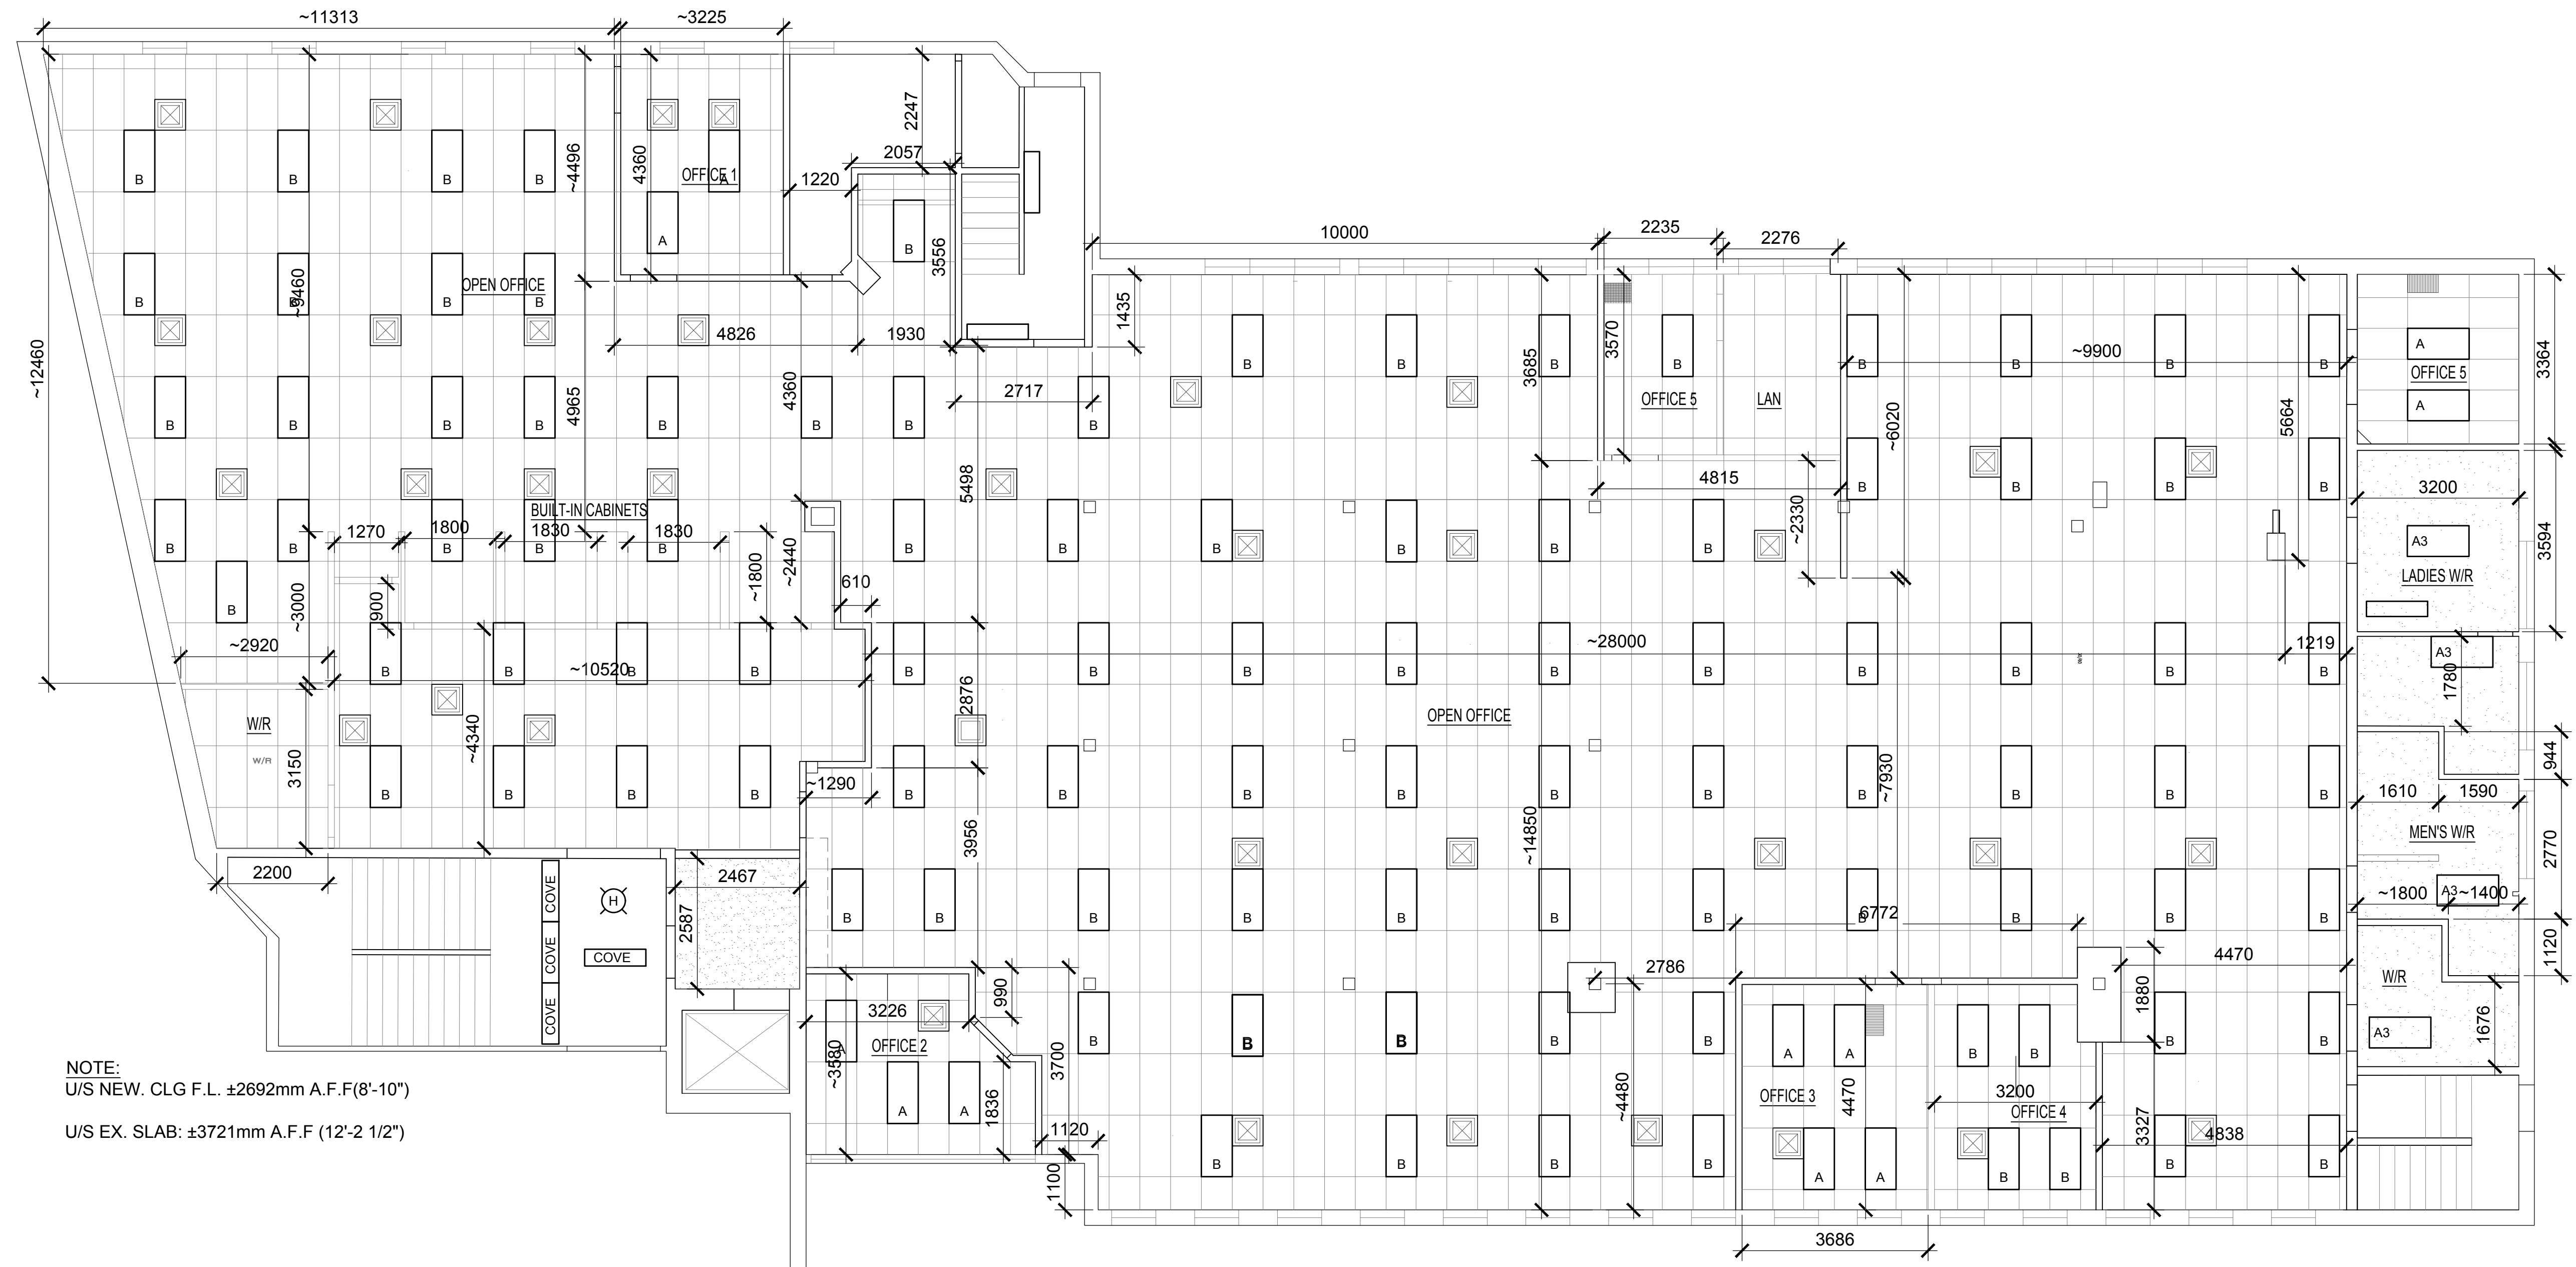 ~11313
~3225
2247
2057
~4496
4360
OFFICE 1
A
1220
A
B
B
B
B
B
3556
10000
2235
2276
~9460
OPEN OFFICE
B
B
B
B
1435
~12460
4826
1930
4965
4360
2717
3685
3570
B
B
B
B
OFFICE 5
LAN
B
~9900
B
B
B
~6020
5664
A
OFFICE 5
A
3364
B
B
B
B
B
B
B
B
5498
4815
~2330
B
B
B
B
3200
A3
LADIES W/R
3594
BUILT-IN CABINETS
1270
1800
1830
1830
B
B
B
B
B
~1800
~2440
610
B
B
B
B
B
B
B
~3000
900
~2920
~10520
B
B
B
B
B
~28000
1219
B
B
B
B
B
B
B
B
B
B
A3
1780
2876
OPEN OFFICE
W/R
W/R
3150
~4340
B
B
B
B
~1290
B
B
B
B
B
B
B
B
B
B
~7930
1610
1590
944
MEN'S W/R
2770
3956
~14850
2200
2467
2587
COVE
COVE
COVE
H
COVE
B
B
B
B
B
B
B
6772
B
B
B
B
~1800
A3
~1400
1120
2786
4470
1880
W/R
A3
1676
3226
990
OFFICE 2
A
~3580
A
A
1836
3700
B
B
B
B
B
~4480
A
A
OFFICE 3
4470
B
B
3200
OFFICE 4
B
B
3327
4838
1120
1100
B
B
B
B
A
A
B
B
B
B
3686
NOTE:
U/S NEW. CLG F.L. ±2692mm A.F.F(8'-10")
U/S EX. SLAB: ±3721mm A.F.F (12'-2 1/2")